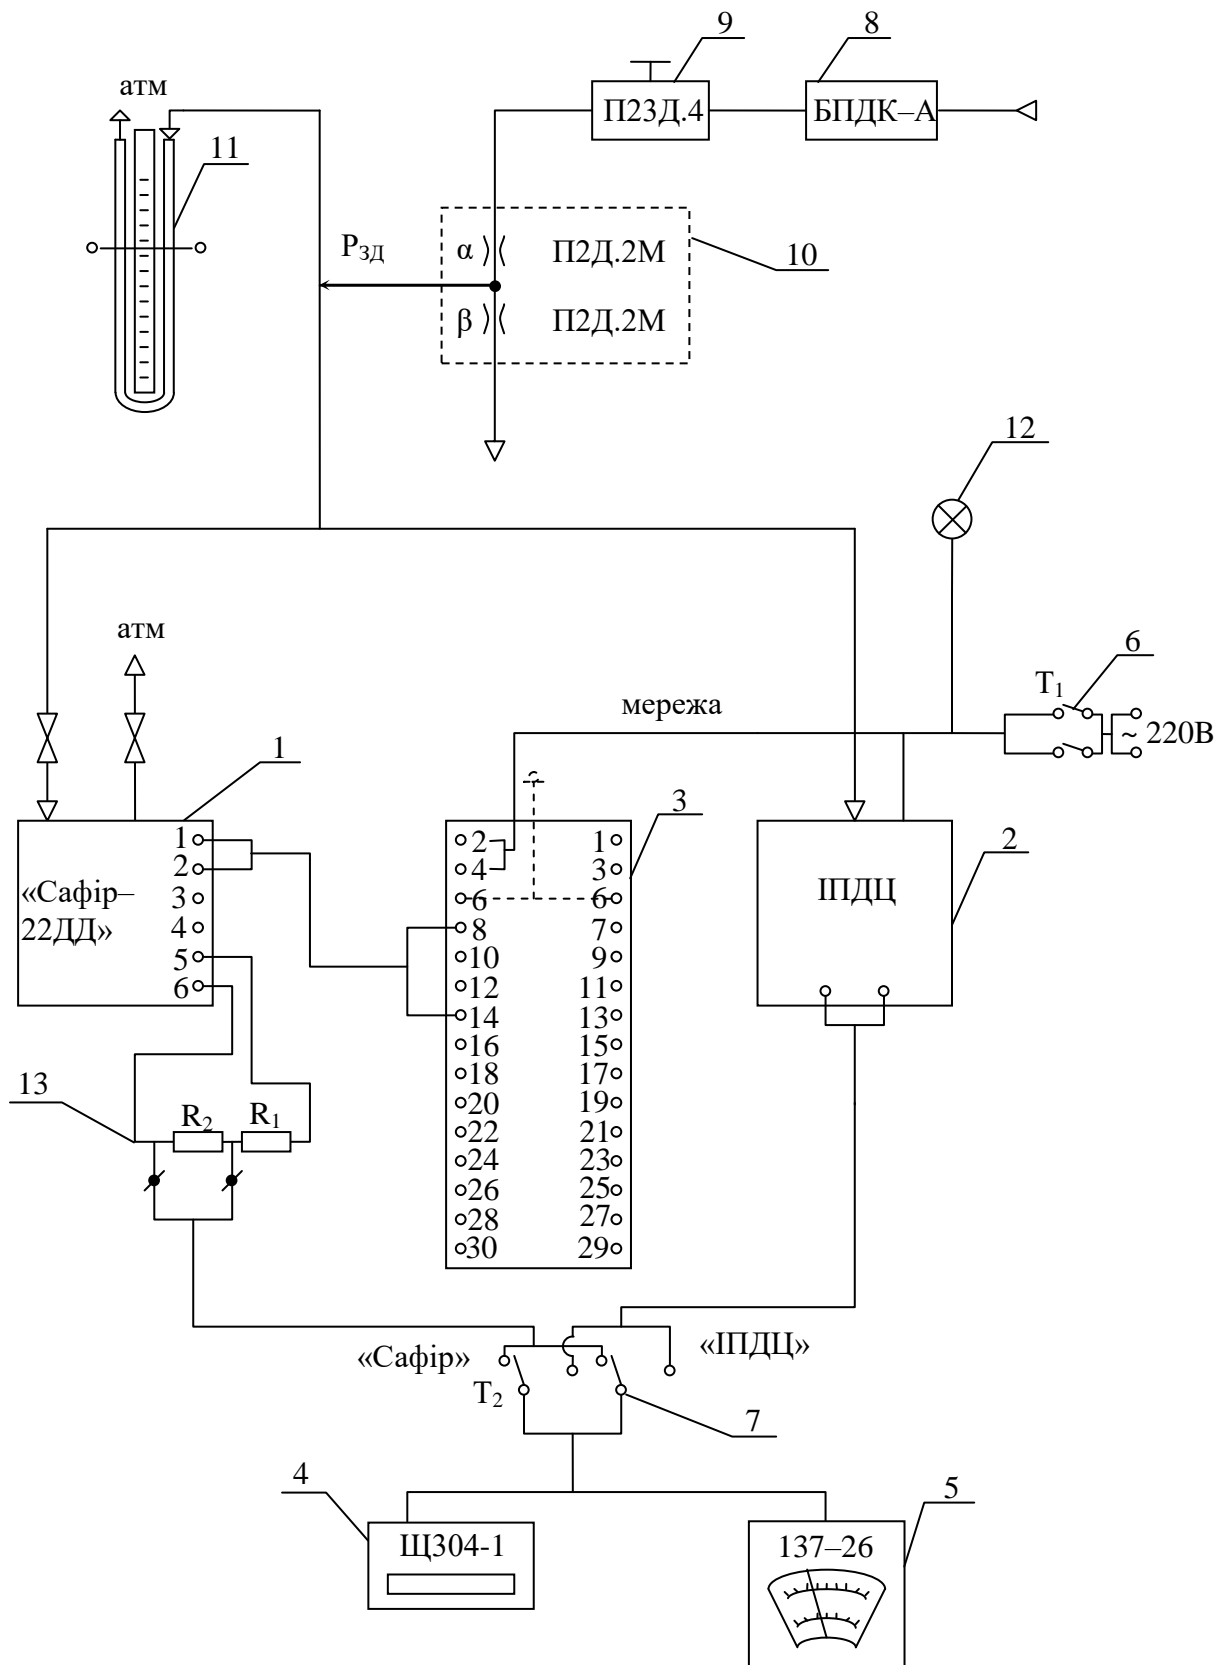 9
8
атм
П23Д.4
БПДК–А
11
РЗД
α
П2Д.2М
10
β
П2Д.2М
12
атм
6
Т1
мережа
~ 220В
1
3
2
«Сафір–
22ДД»
1
2
3
4
5
6
2 1
4 3
6 6
8 7
10 9
12 11
14 13
16 15
18 17
20 19
22 21
24 23
26 25
28 27
30 29
ІПДЦ
13
R2
R1
«Сафір»
«ІПДЦ»
Т2
7
4
5
Щ304-1
137–26